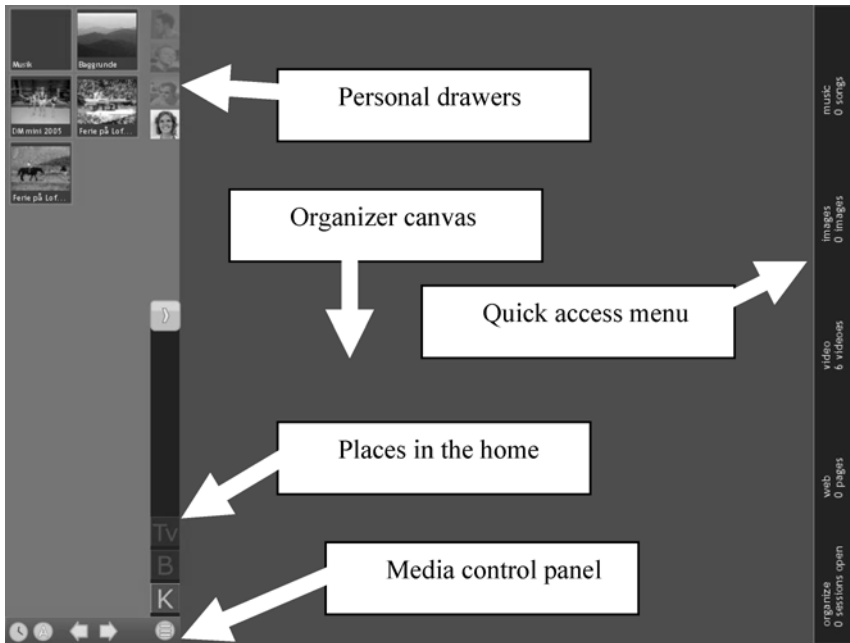 Musik
Baggrunde
DM mini 2005
Ferie på Lof...
Ferie på Lof...
Personal drawers
Organizer canvas
Quick access menu
Places in the home
Media control panel
Tv
B
K
A
music
0 songs
images
0 images
video
6 videoes
web
0 pages
organize
0 sessions open